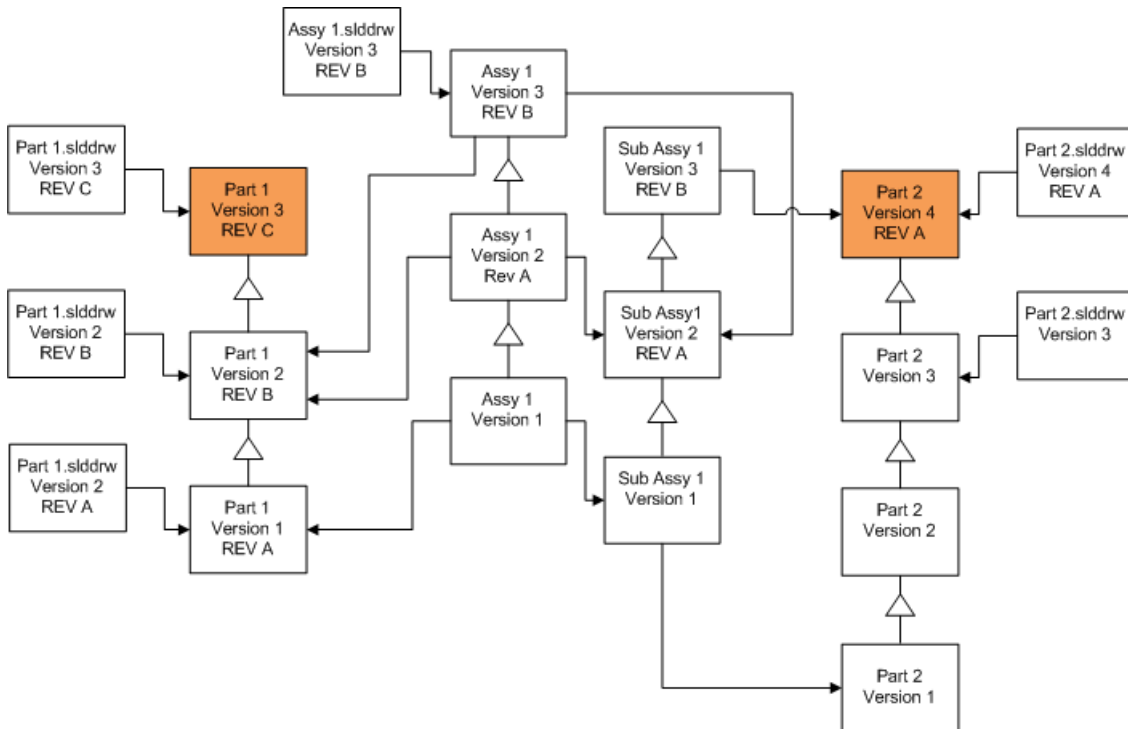 Assy 1.slddrw
Version 3
REV B
Assy 1
Version 3
REV B
Part 1.slddrw
Version 3
REV C
Part 1
Version 3
REV C
Sub Assy 1
Version 3
REV B
Part 2
Version 4
REV A
Part 2.slddrw
Version 4
REV A
Assy 1
Version 2
Rev A
Part 1.slddrw
Version 2
REV B
Part 1
Version 2
REV B
Sub Assy1
Version 2
REV A
Part 2
Version 3
Part 2.slddrw
Version 3
Assy 1
Version 1
Part 1.slddrw
Version 2
REV A
Part 1
Version 1
REV A
Sub Assy 1
Version 1
Part 2
Version 2
Part 2
Version 1